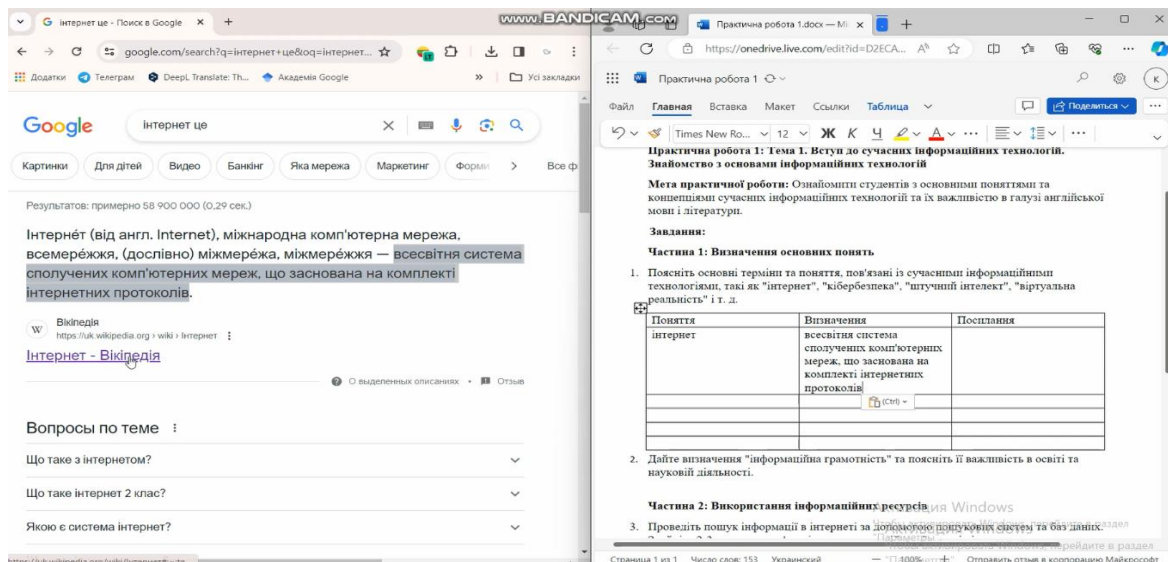 www.BANDICAM.com
інтернет це - Поиск в Google
google.com/search?q=інтернет+це&oq=інтернет...
Додатки Телеграм DeepL Translate: Th... Академія Google » Усі закладки
Google
інтернет це
Картинки Для дітей Видео Банкінг Яка мережа Маркетинг Форми Все ф
Результатов: примерно 58 900 000 (0,29 сек.)
Інтерне́т (від англ. Internet), міжнародна комп'ютерна мережа,
всемере́жжя, (дослівно) міжмере́жа, міжмере́жжя — всесвітня система
сполучених комп'ютерних мереж, що заснована на комплекті
інтернетних протоколів.
W Вікіпедія
https://uk.wikipedia.org › wiki › Інтернет
Інтернет - Вікіпедія
О выделенных описаниях • Отзыв
Вопросы по теме
Що таке з інтернетом?
Що таке інтернет 2 клас?
Якою є система інтернет?
Практична робота 1.docx — Mi
https://onedrive.live.com/edit?id=D2ECA...
Практична робота 1
К
Файл Главная Вставка Макет Ссылки Таблица
Поделиться
Times New Ro... 12 Ж К Ч А
Практична робота 1: Тема 1. Вступ до сучасних інформаційних технологій.
Знайомство з основами інформаційних технологій
Мета практичної роботи: Ознайомити студентів з основними поняттями та
концепціями сучасних інформаційних технологій та їх важливістю в галузі англійської
мови і літератури.
Завдання:
Частина 1: Визначення основних понять
1. Поясніть основні терміни та поняття, пов'язані із сучасними інформаційними
технологіями, такі як "інтернет", "кібербезпека", "штучний інтелект", "віртуальна
реальність" і т. д.
Поняття Визначення Посилання
інтернет всесвітня система
сполучених комп'ютерних
мереж, що заснована на
комплекті інтернетних
протоколів
(Ctrl)
2. Дайте визначення "інформаційна грамотність" та поясніть її важливість в освіті та
науковій діяльності.
Частина 2: Використання інформаційних ресурсів
Активация Windows
3. Проведіть пошук інформації в інтернеті за допомогою пошукових систем та баз даних.
Страница 1 из 1 Число слов: 153 Украинский 100% Отправить отзыв в корпорацию Майкрософт